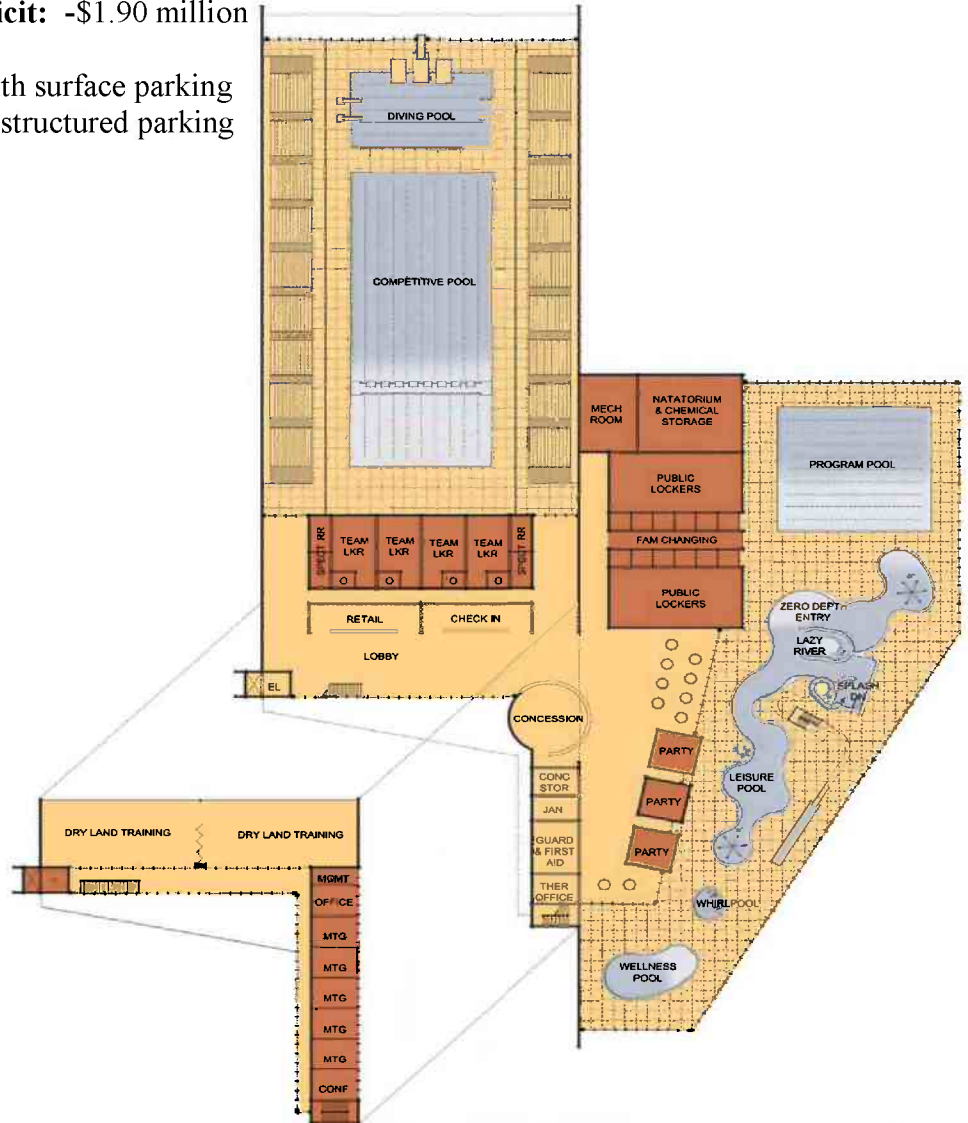 icit: -$1.90 million
th surface parking
structured parking
DIVING POOL
COMPETITIVE POOL
MECH
ROOM
NATATORIUM
& CHEMICAL
STORAGE
PROGRAM POOL
PUBLIC
LOCKERS
FAM CHANGING
PUBLIC
LOCKERS
SPECT RR
TEAM
LKR
TEAM
LKR
TEAM
LKR
TEAM
LKR
SPECT RR
RETAIL
CHECK IN
LOBBY
EL
ZERO DEPT
ENTRY
LAZY
RIVER
SPLASH
DN
CONCESSION
PARTY
PARTY
PARTY
LEISURE
POOL
CONC
STOR
JAN
GUARD
& FIRST
AID
THER
OFFICE
WHIRLPOOL
WELLNESS
POOL
DRY LAND TRAINING
DRY LAND TRAINING
MGMT
OFFICE
MTG
MTG
MTG
MTG
MTG
CONF